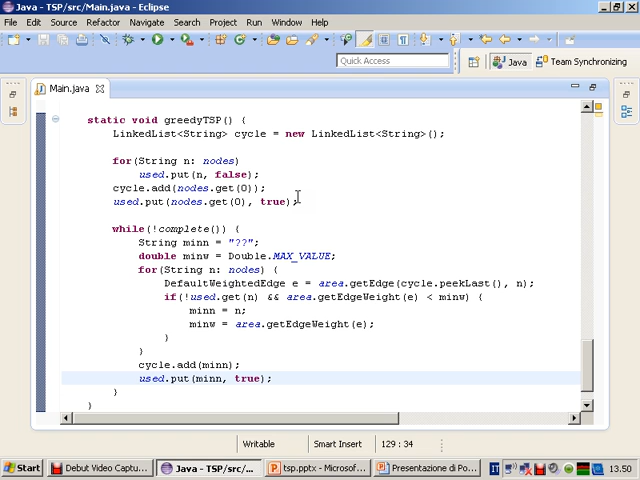 Java - TSP/src/Main.java - Eclipse
File Edit Source Refactor Navigate Search Project Run Window Help
Quick Access
Java
Team Synchronizing
Main.java
static void greedyTSP() {
LinkedList<String> cycle = new LinkedList<String>();
for(String n: nodes)
used.put(n, false);
cycle.add(nodes.get(0));
used.put(nodes.get(0), true);
while(!complete()) {
String minn = "??";
double minw = Double.MAX_VALUE;
for(String n: nodes) {
DefaultWeightedEdge e = area.getEdge(cycle.peekLast(), n);
if(!used.get(n) && area.getEdgeWeight(e) < minw) {
minn = n;
minw = area.getEdgeWeight(e);
}
}
cycle.add(minn);
used.put(minn, true);
}
}
Writable Smart Insert 129 : 34
Start Debut Video Captu... Java - TSP/src/... tsp.pptx - Microsof... Presentazione di Po... IT 13.50